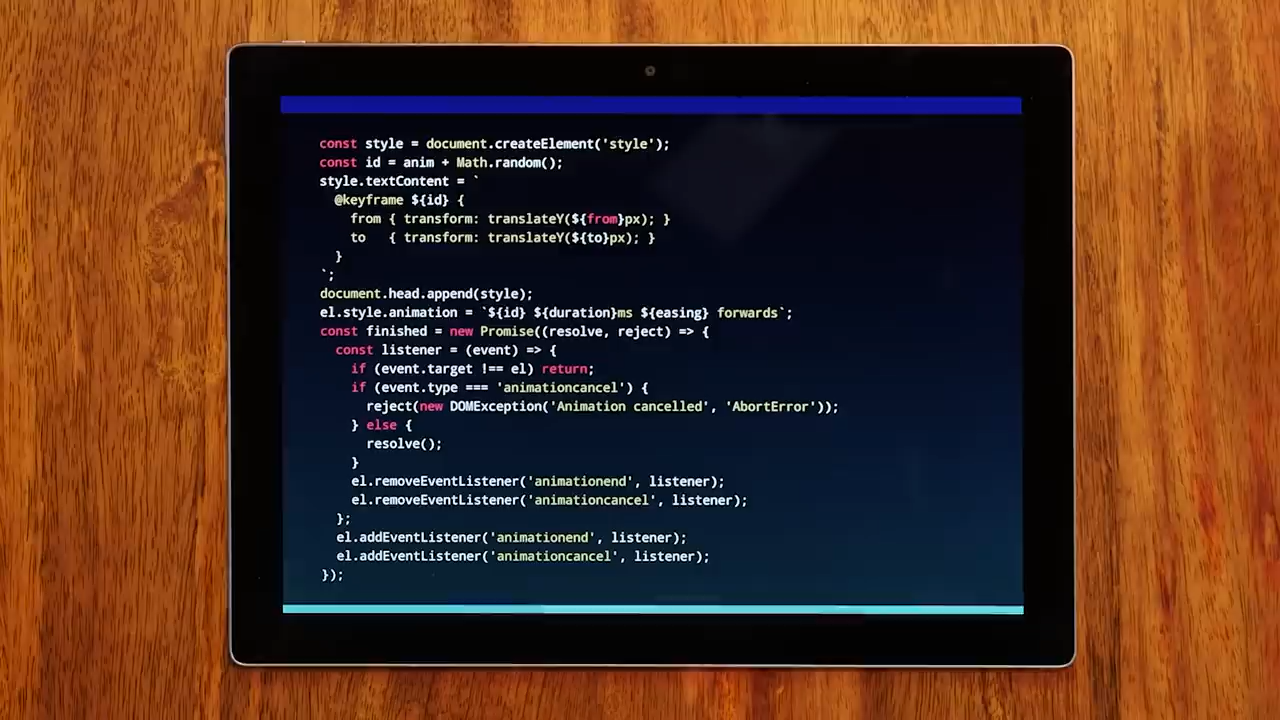 const style = document.createElement('style');
const id = anim + Math.random();
style.textContent = `
@keyframe ${id} {
from { transform: translateY(${from}px); }
to { transform: translateY(${to}px); }
}
`;
document.head.append(style);
el.style.animation = `${id} ${duration}ms ${easing} forwards`;
const finished = new Promise((resolve, reject) => {
const listener = (event) => {
if (event.target !== el) return;
if (event.type === 'animationcancel') {
reject(new DOMException('Animation cancelled', 'AbortError'));
} else {
resolve();
}
el.removeEventListener('animationend', listener);
el.removeEventListener('animationcancel', listener);
};
el.addEventListener('animationend', listener);
el.addEventListener('animationcancel', listener);
});